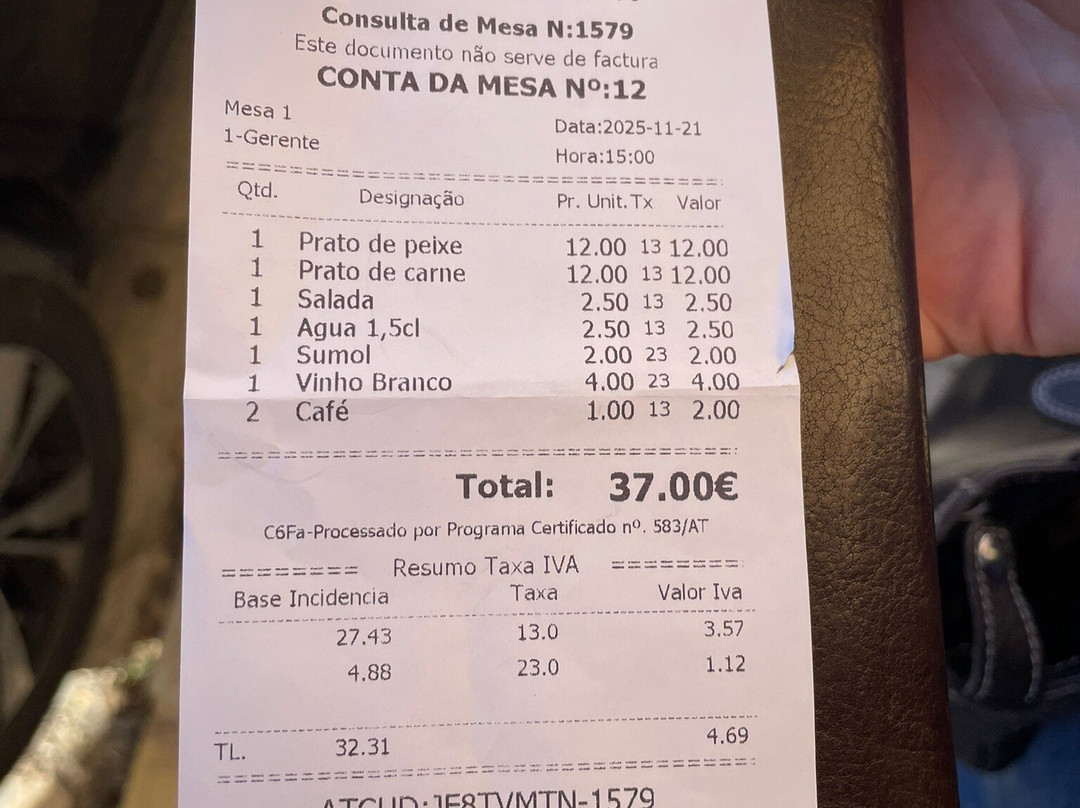 Consulta de Mesa N:1579
Este documento não serve de factura
CONTA DA MESA Nº:12
Mesa 1
Data:2025-11-21
1-Gerente
Hora:15:00
Qtd. Designação Pr. Unit. Tx Valor
1 Prato de peixe 12.00 13 12.00
1 Prato de carne 12.00 13 12.00
1 Salada 2.50 13 2.50
1 Agua 1,5cl 2.50 13 2.50
1 Sumol 2.00 23 2.00
1 Vinho Branco 4.00 23 4.00
2 Café 1.00 13 2.00
Total: 37.00€
C6Fa-Processado por Programa Certificado nº. 583/AT
======== Resumo Taxa IVA ========
Base Incidencia Taxa Valor Iva
27.43 13.0 3.57
4.88 23.0 1.12
TL. 32.31 4.69
ATCUD:JF8TVMTN-1579